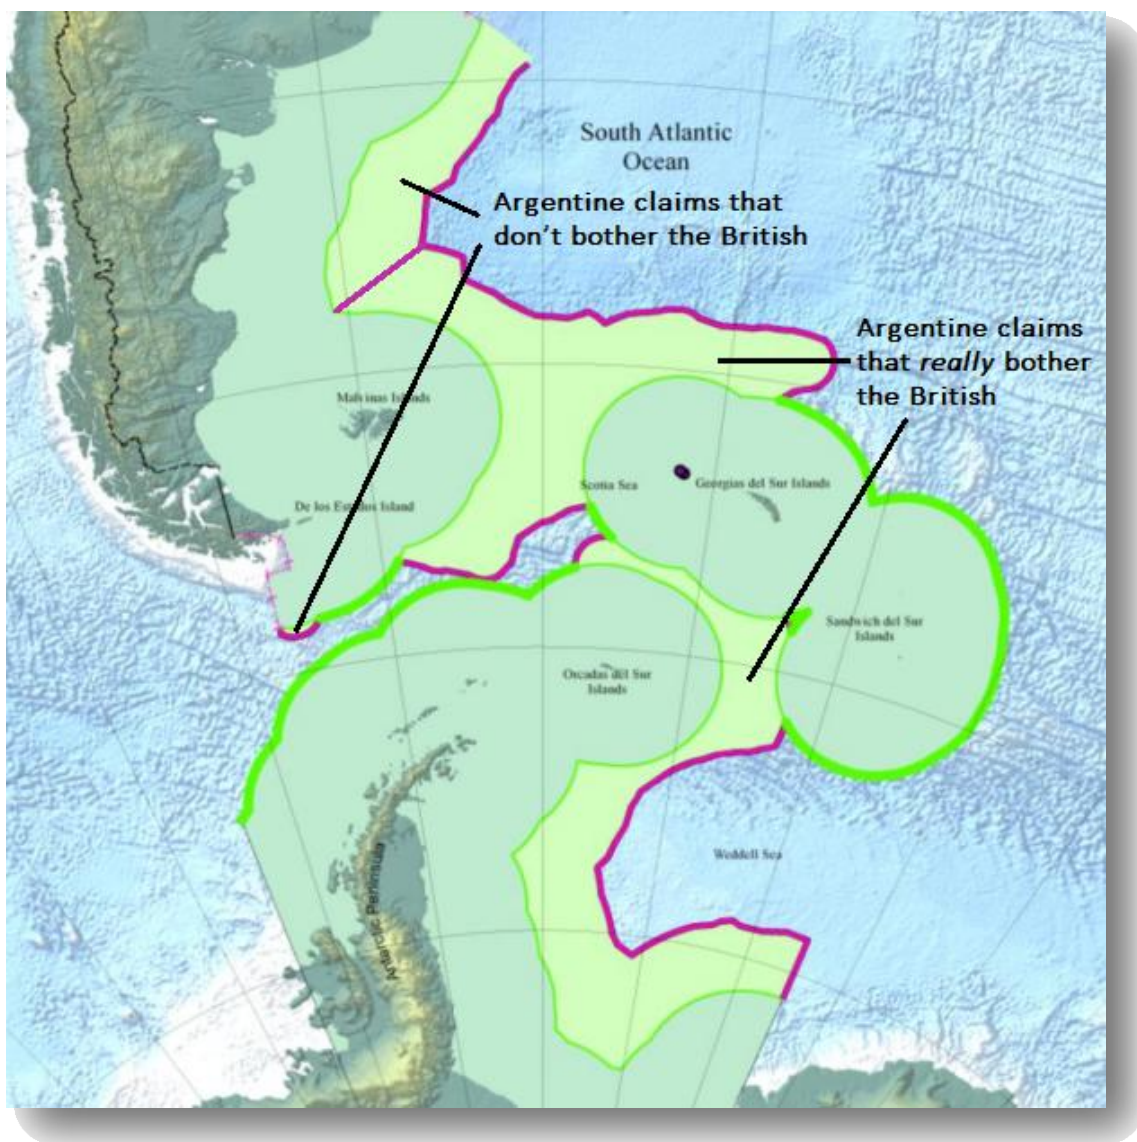 South Atlantic
Ocean
Argentine claims that
don't bother the British
Argentine claims
that really bother
the British
Malvinas Islands
Scotia Sea
Georgias del Sur Islands
De los Estados Island
Sandwich del Sur
Islands
Orcadas del Sur
Islands
Weddell Sea
Antarctic Peninsula